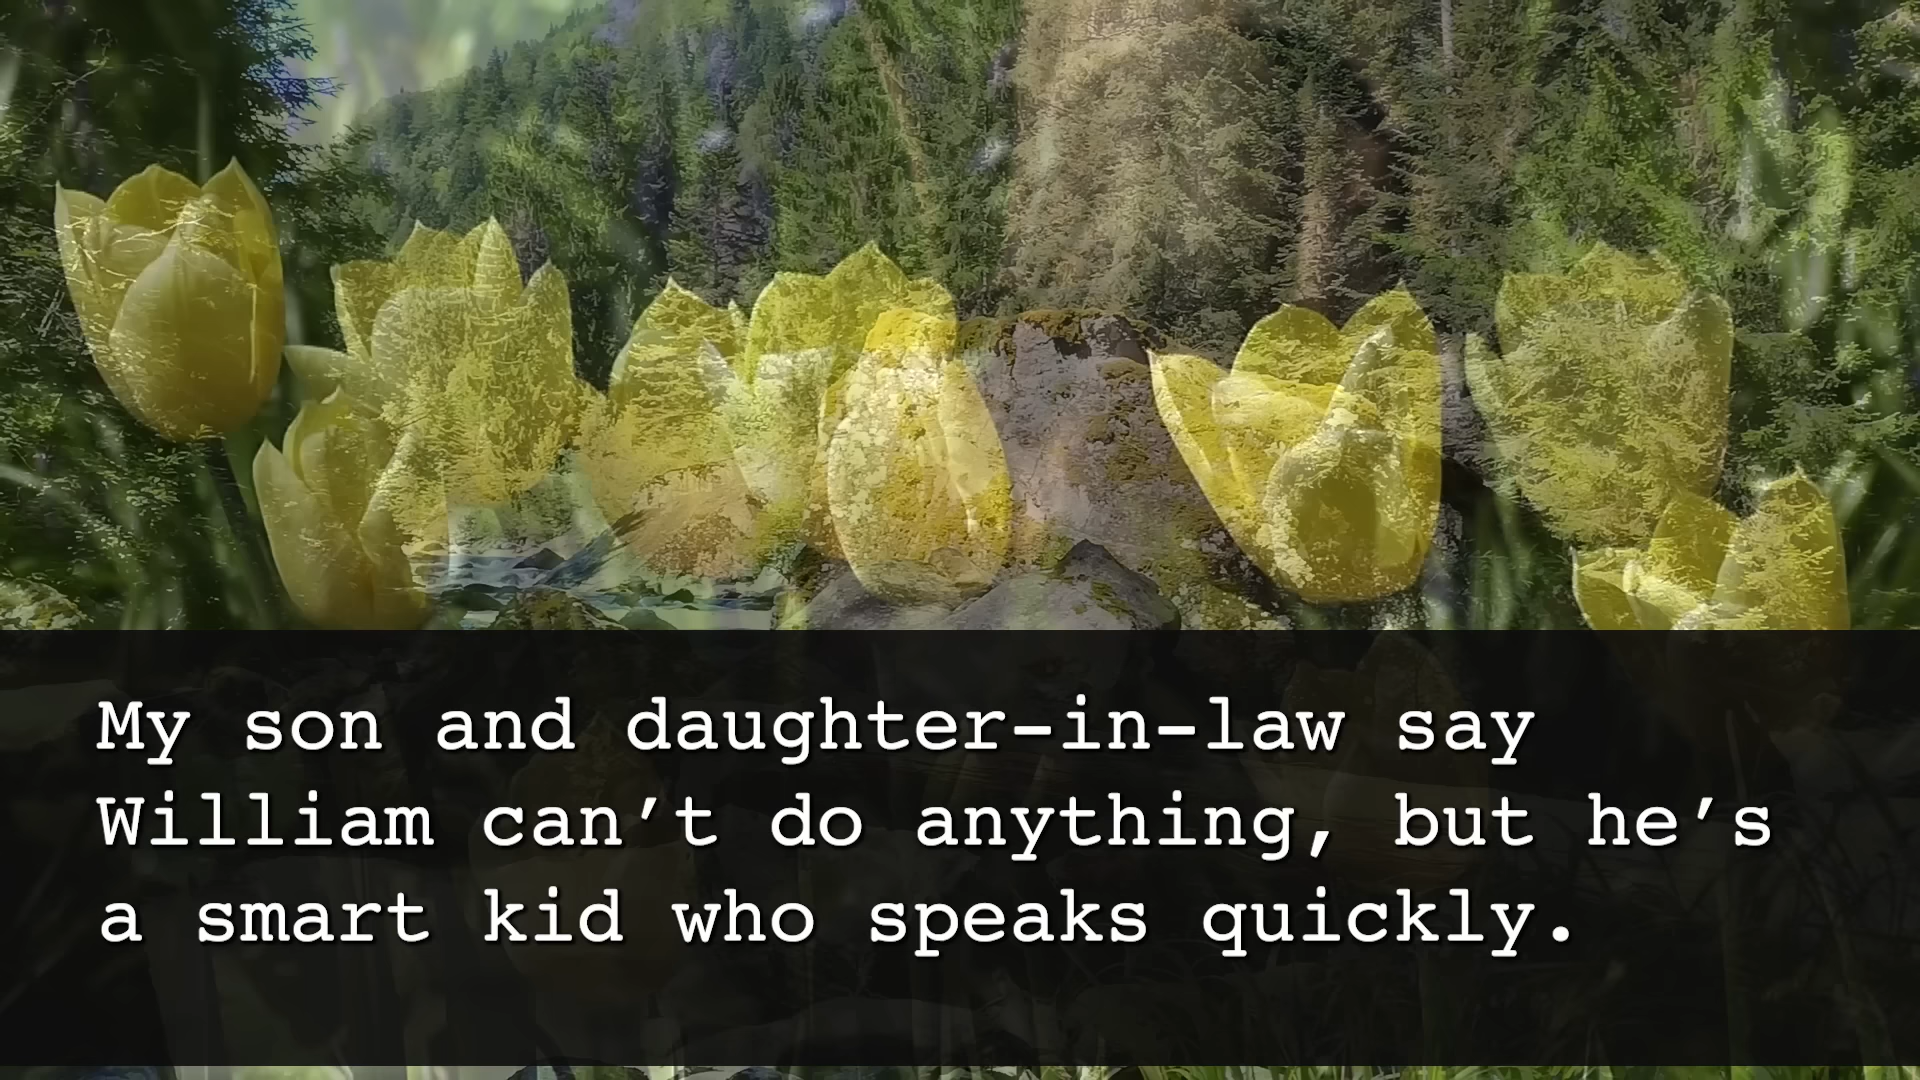 My son and daughter-in-law say
William can’t do anything, but he’s
a smart kid who speaks quickly.